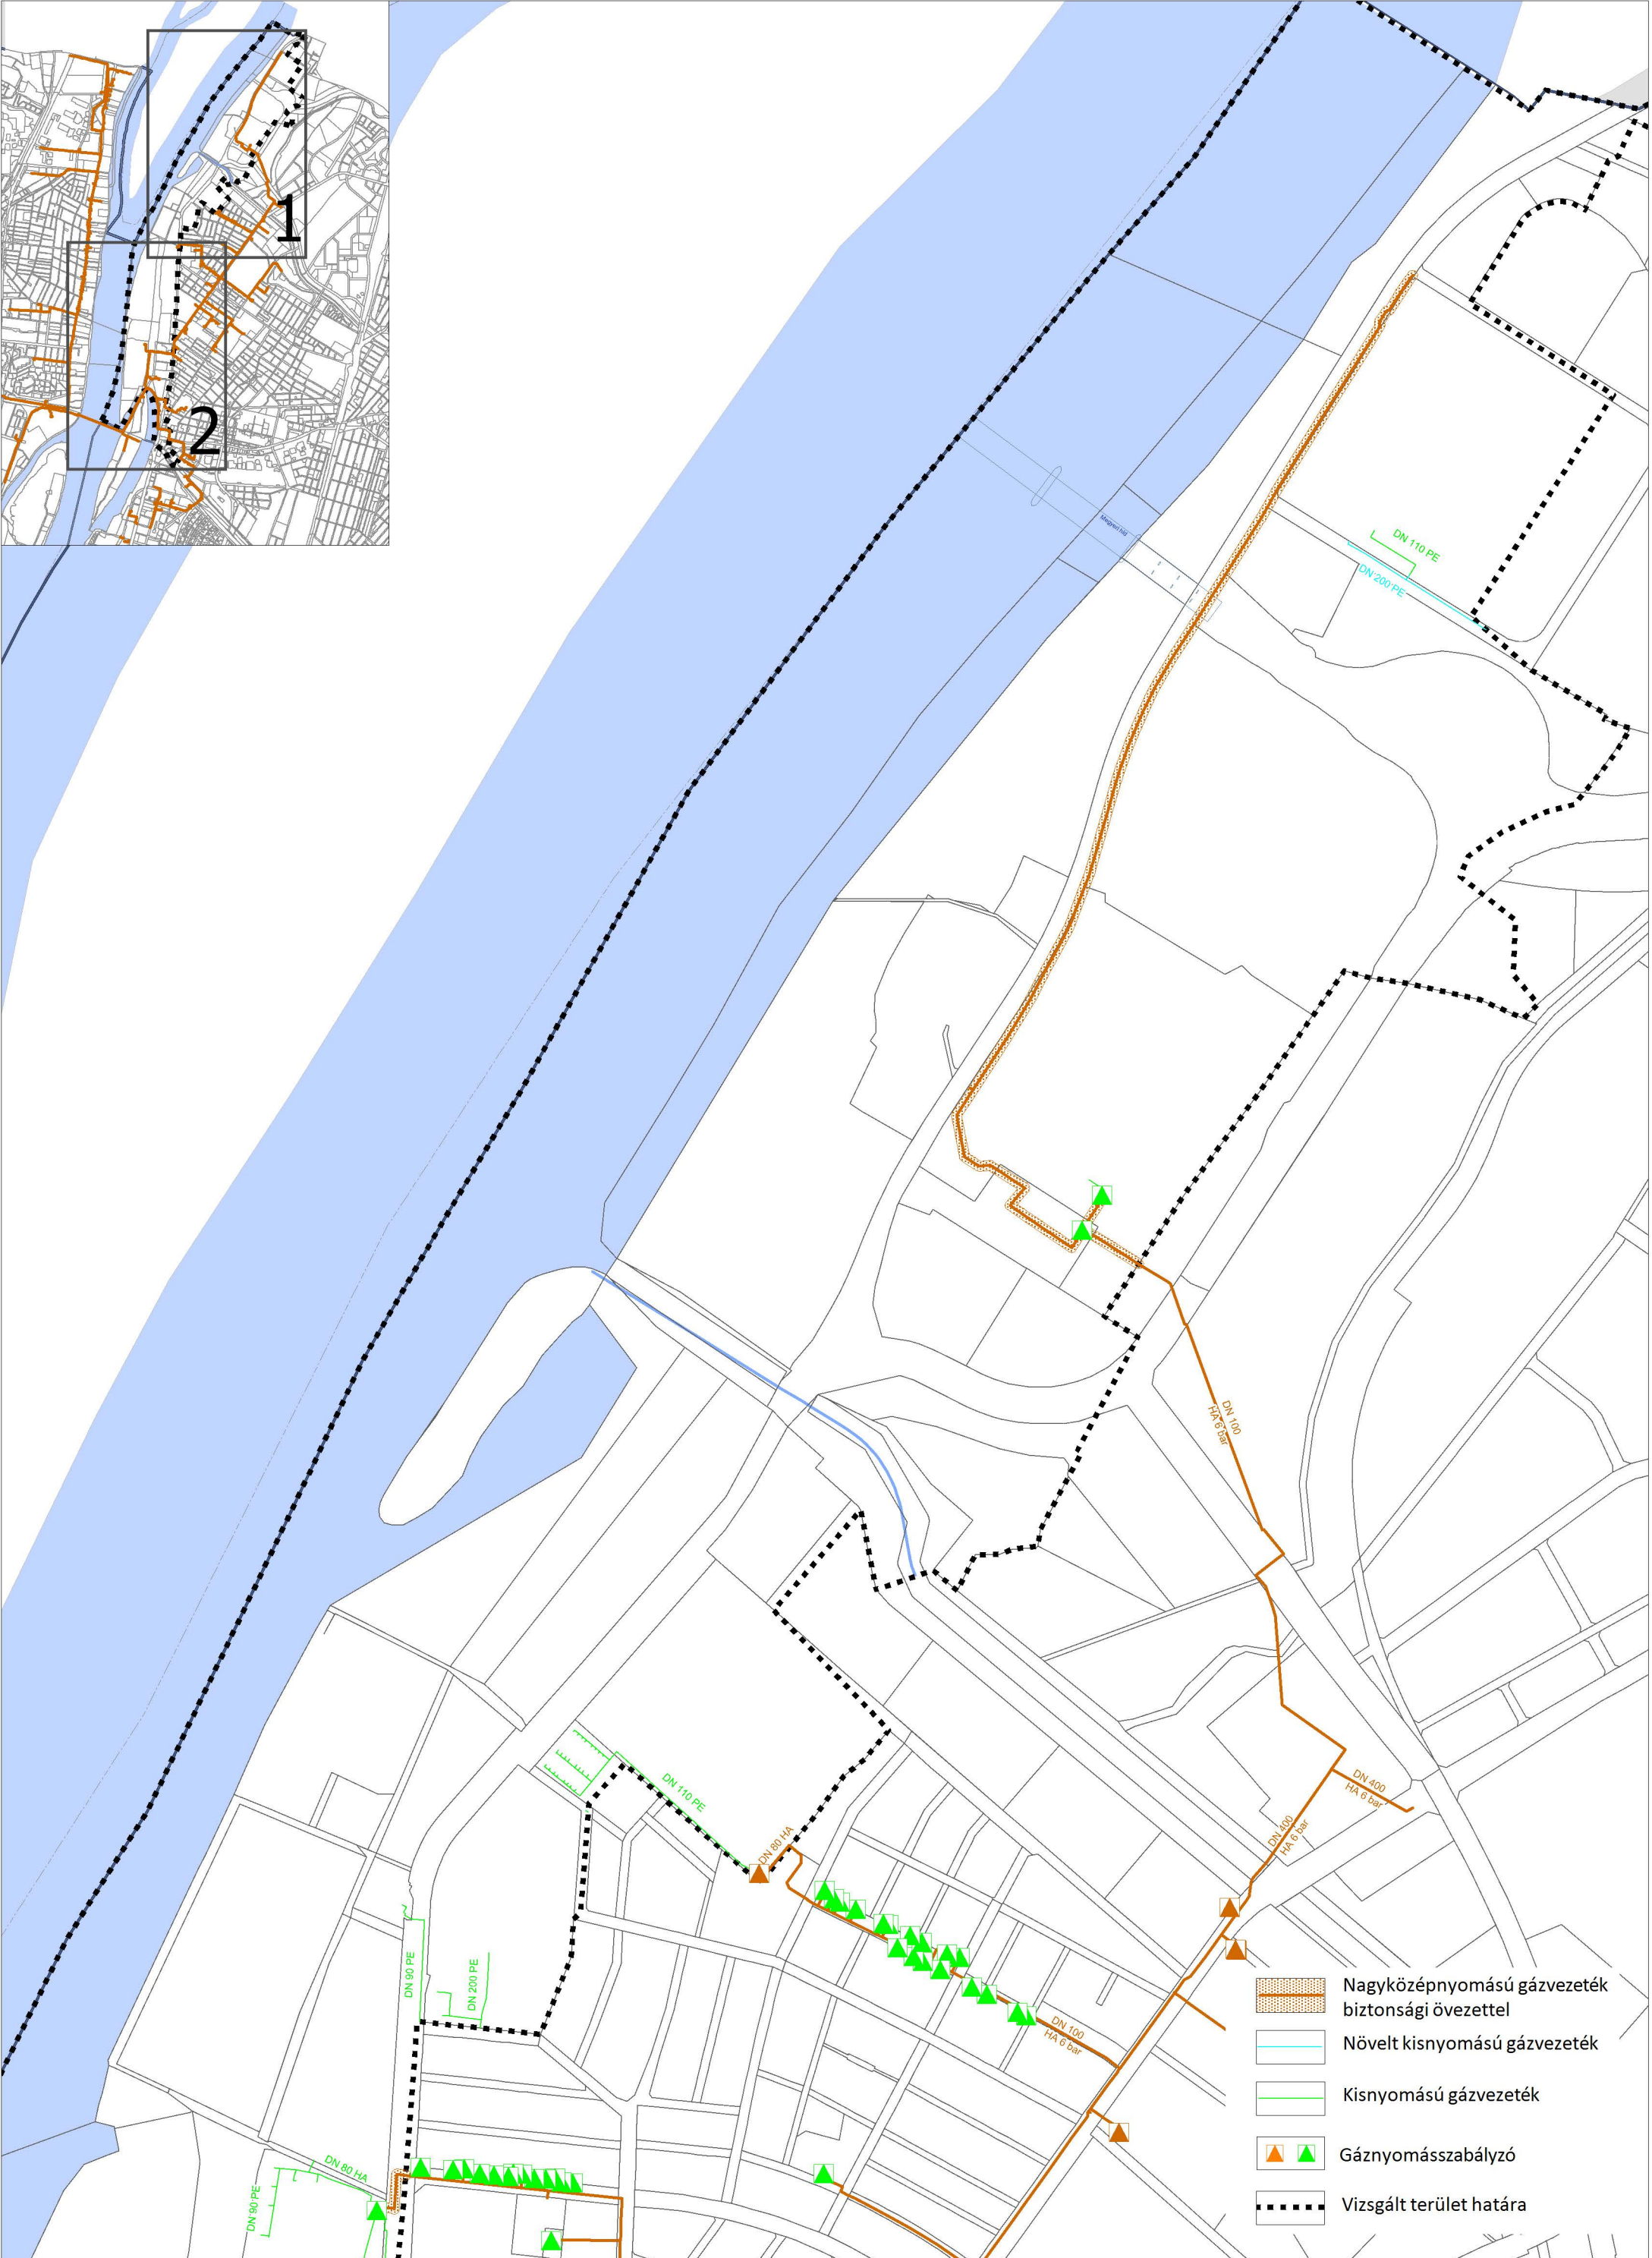 1
2
Megyeri híd
DN 110 PE
DN 200 PE
DN 100
HA 6 bar
DN 400
HA 6 bar
DN 400
HA 6 bar
DN 110 PE
DN 80 HA
DN 90 PE
DN 200 PE
DN 100
HA 6 bar
DN 80 HA
DN 90 PE
Nagyközépnyomású gázvezeték
biztonsági övezettel
Növelt kisnyomású gázvezeték
Kisnyomású gázvezeték
Gáznyomásszabályzó
Vizsgált terület határa